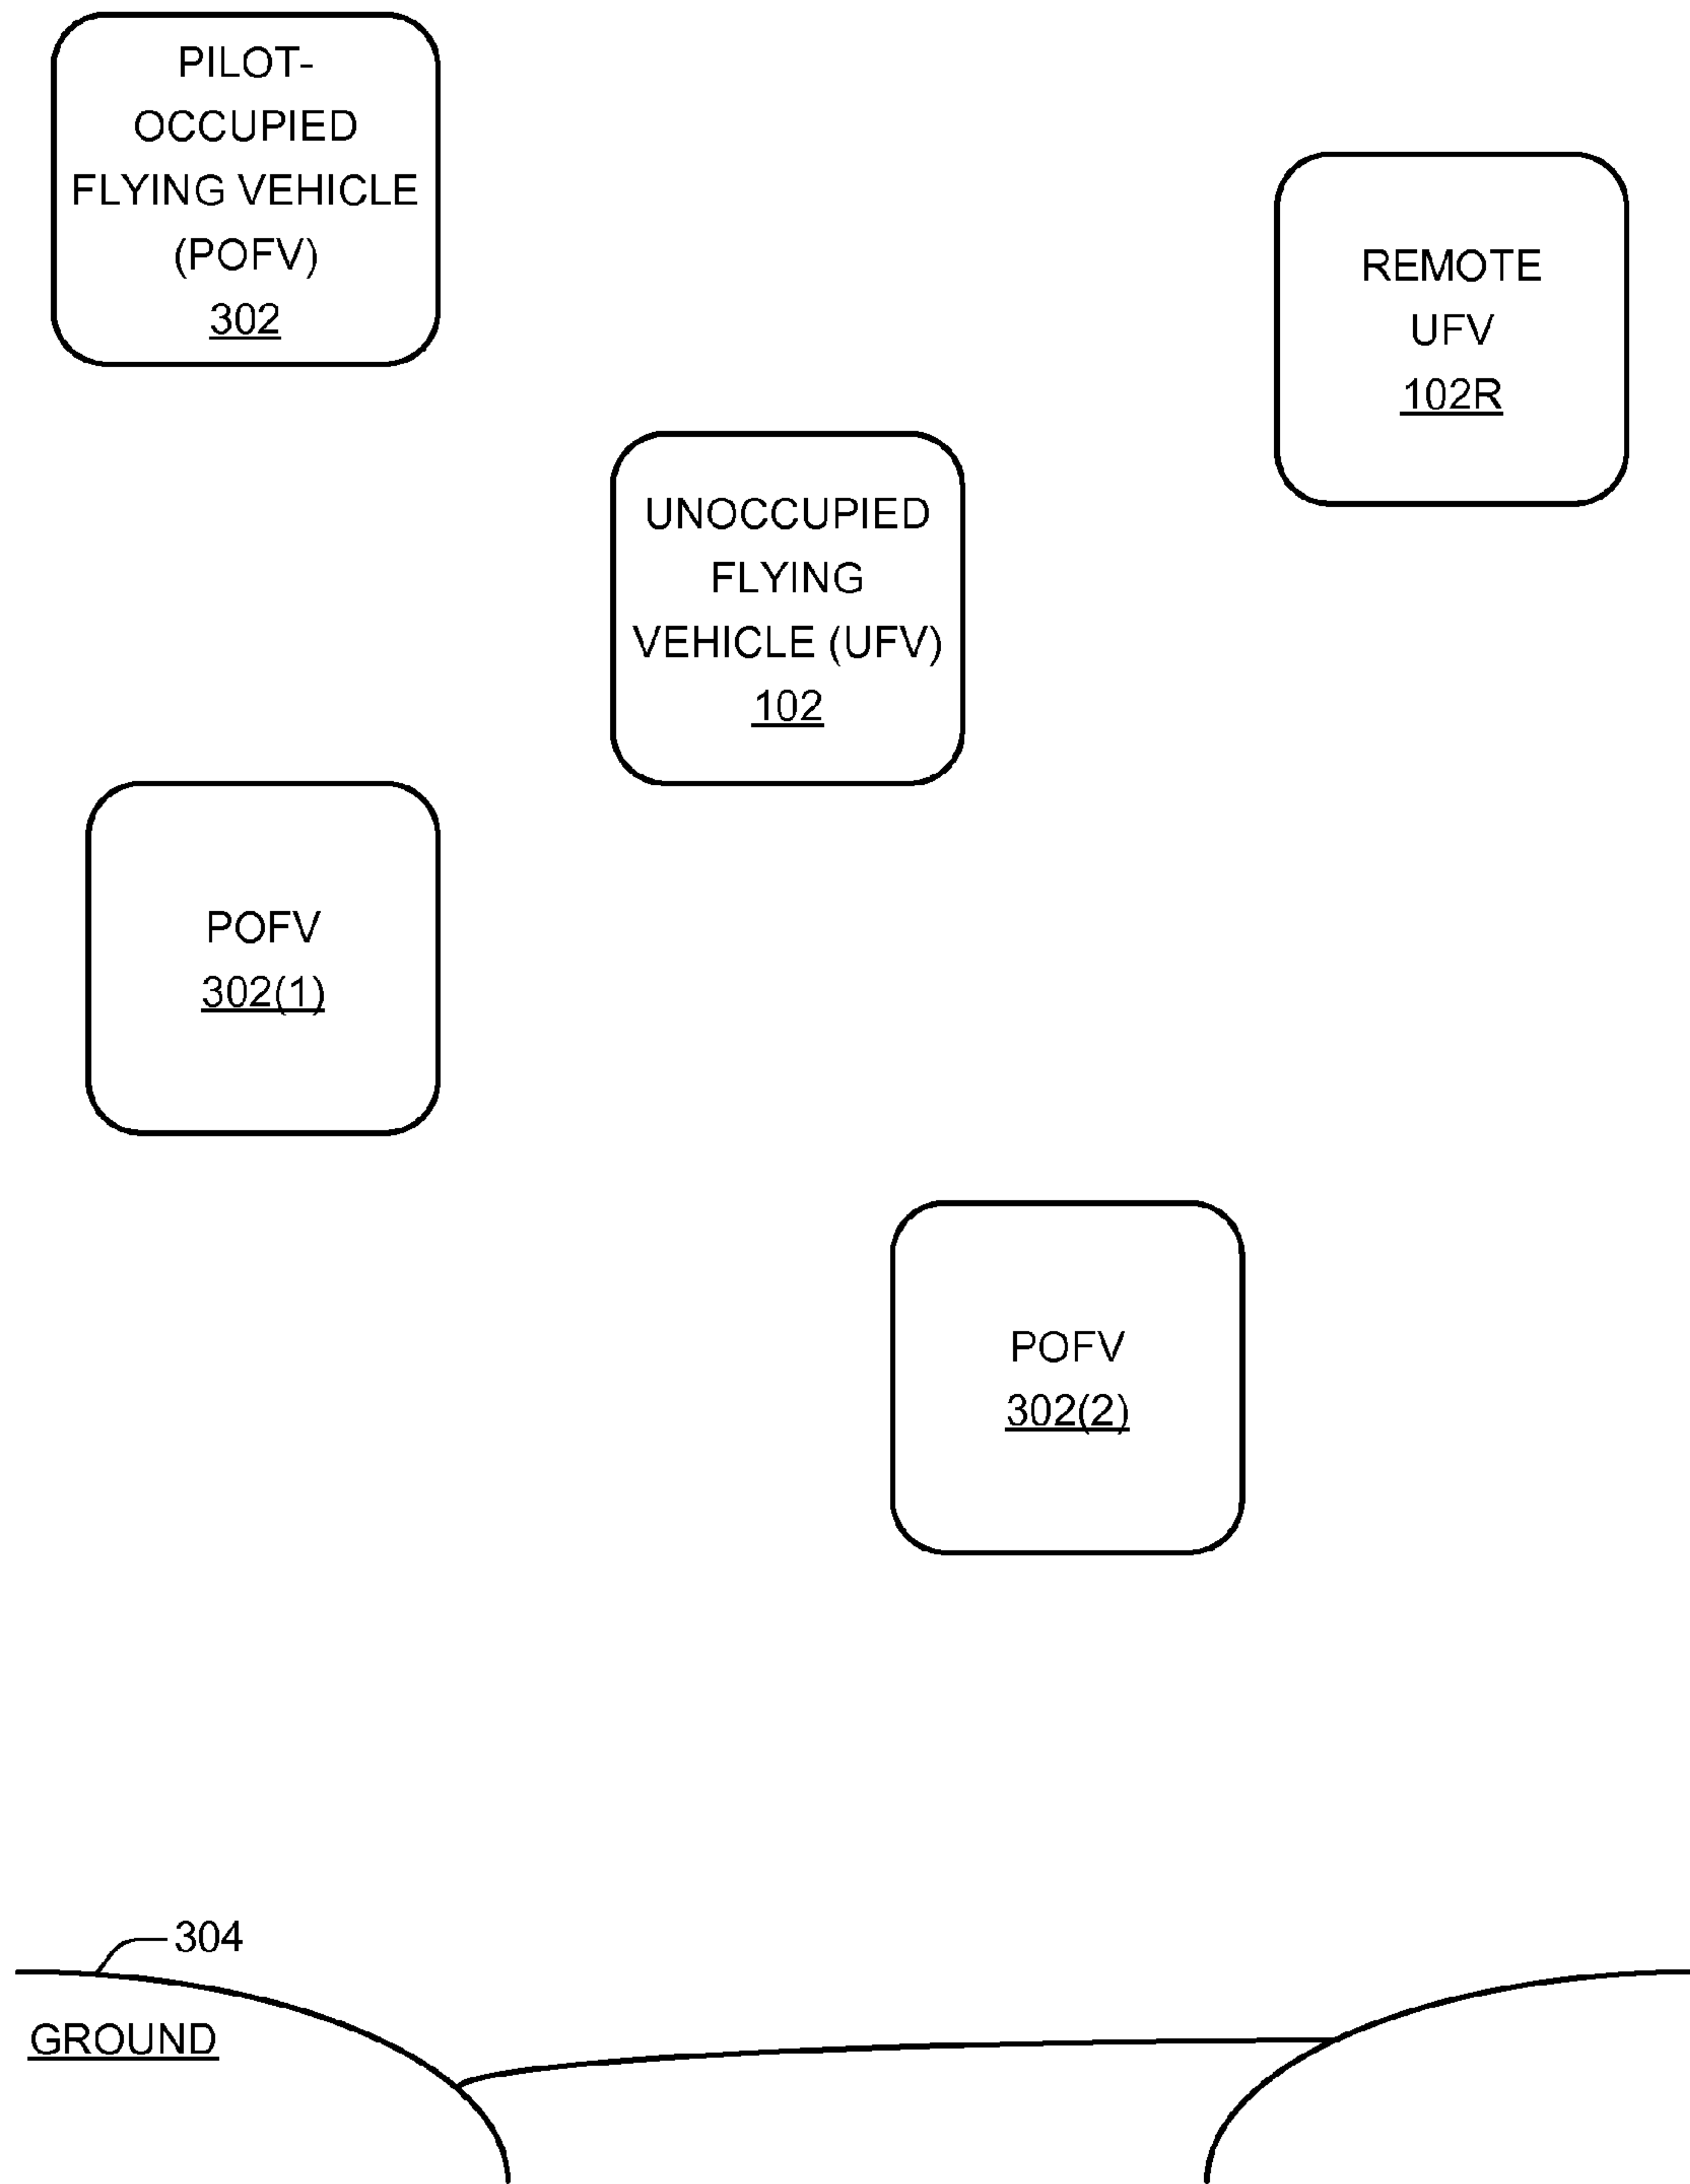 PILOT-
OCCUPIED
FLYING VEHICLE
(POFV)
302
REMOTE
UFV
102R
UNOCCUPIED
FLYING
VEHICLE (UFV)
102
POFV
302(1)
POFV
302(2)
304
GROUND